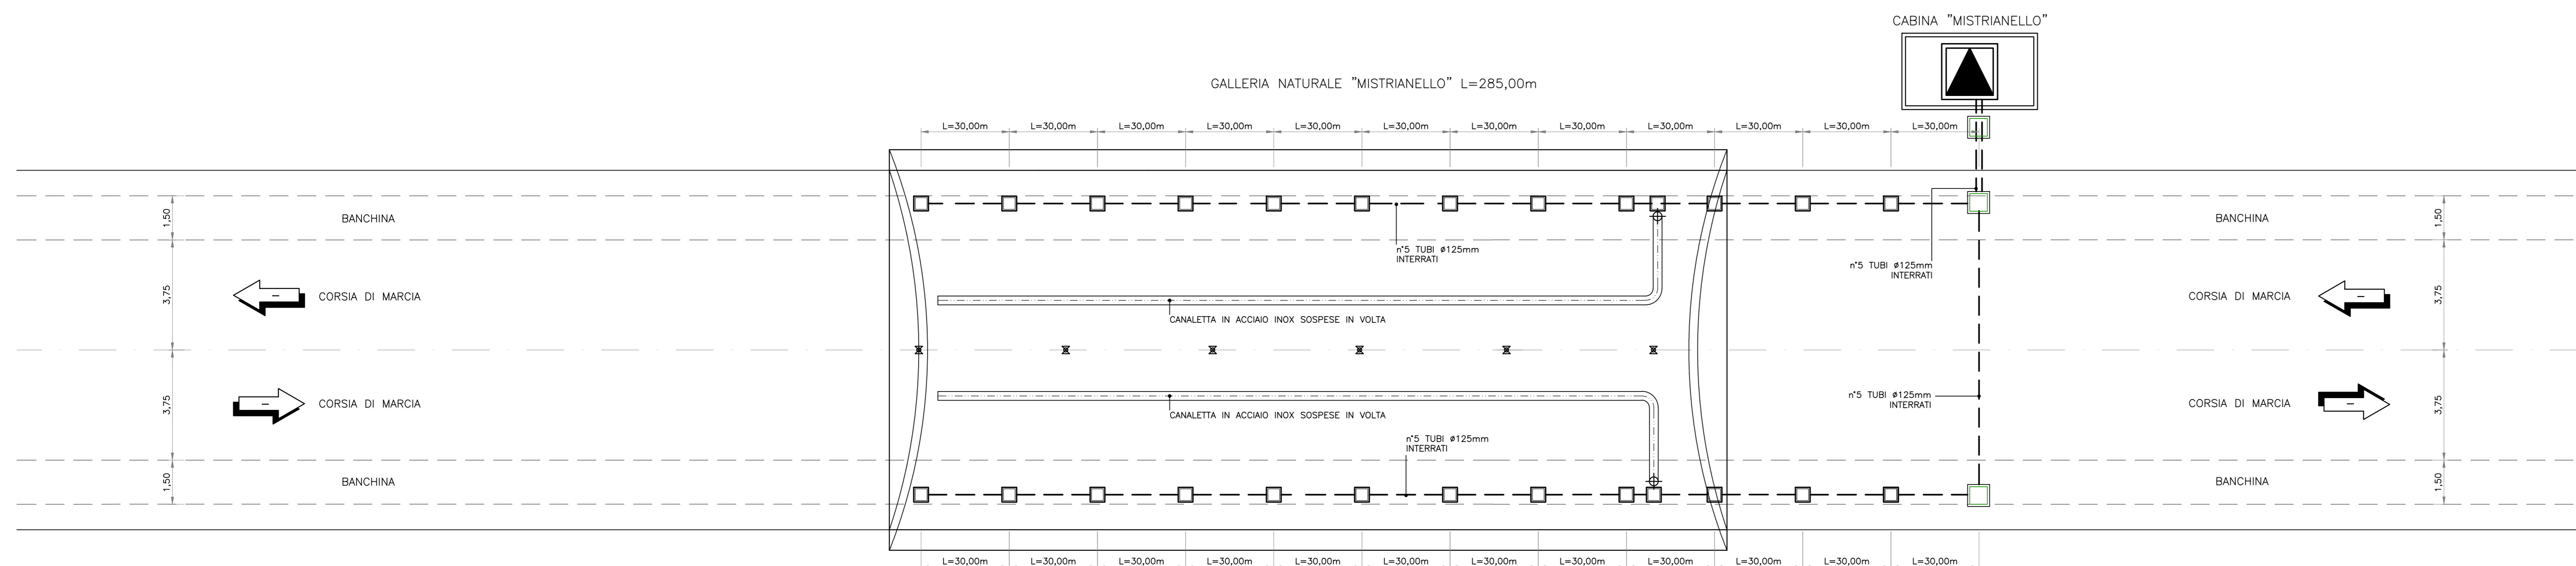 CABINA ”MISTRIANELLO”
GALLERIA NATURALE ”MISTRIANELLO” L=285,00m
L=30,00m L=30,00m L=30,00m L=30,00m L=30,00m L=30,00m L=30,00m L=30,00m L=30,00m L=30,00m L=30,00m L=30,00m
1,50
BANCHINA
BANCHINA
1,50
n°5 TUBI ø125mm
INTERRATI
n°5 TUBI ø125mm
INTERRATI
3,75
CORSIA DI MARCIA
CORSIA DI MARCIA
3,75
CANALETTA IN ACCIAIO INOX SOSPESE IN VOLTA
3,75
CORSIA DI MARCIA
n°5 TUBI ø125mm
INTERRATI
CORSIA DI MARCIA
3,75
CANALETTA IN ACCIAIO INOX SOSPESE IN VOLTA
n°5 TUBI ø125mm
INTERRATI
1,50
BANCHINA
BANCHINA
1,50
L=30,00m L=30,00m L=30,00m L=30,00m L=30,00m L=30,00m L=30,00m L=30,00m L=30,00m L=30,00m L=30,00m L=30,00m